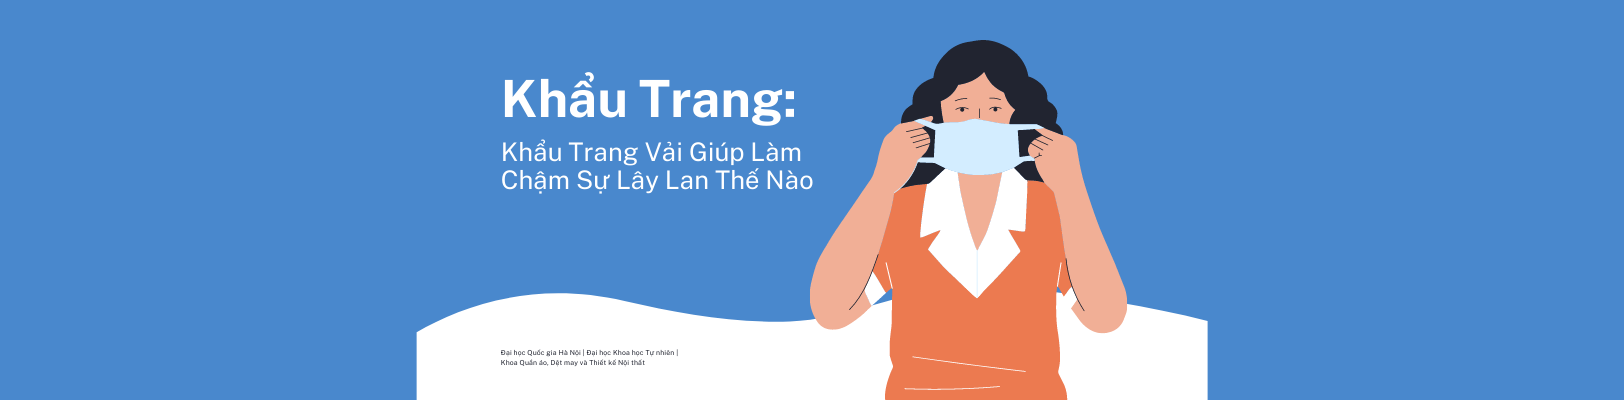 Khẩu Trang:
Khẩu Trang Vải Giúp Làm
Chậm Sự Lây Lan Thế Nào
Đại học Quốc gia Hà Nội | Đại học Khoa học Tự nhiên |
Khoa Quần áo, Dệt may và Thiết kế Nội thất